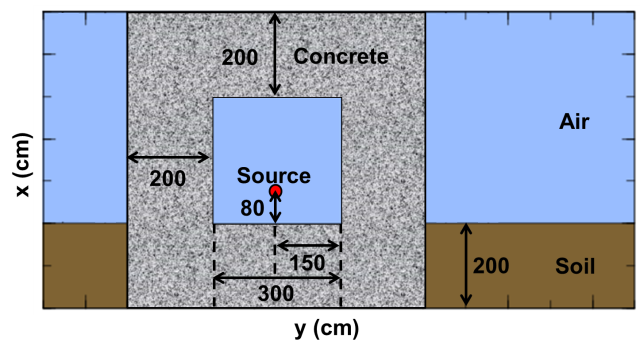 200 Concrete
Air
x (cm)
200
Source
80
150
300
200 Soil
y (cm)